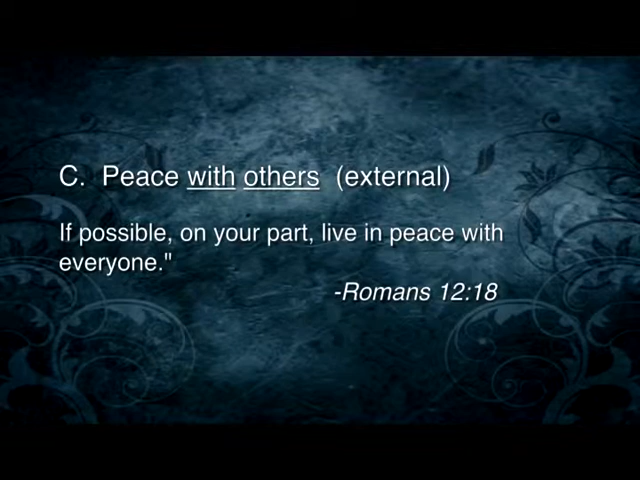 C. Peace with others (external)
If possible, on your part, live in peace with
everyone."
-Romans 12:18